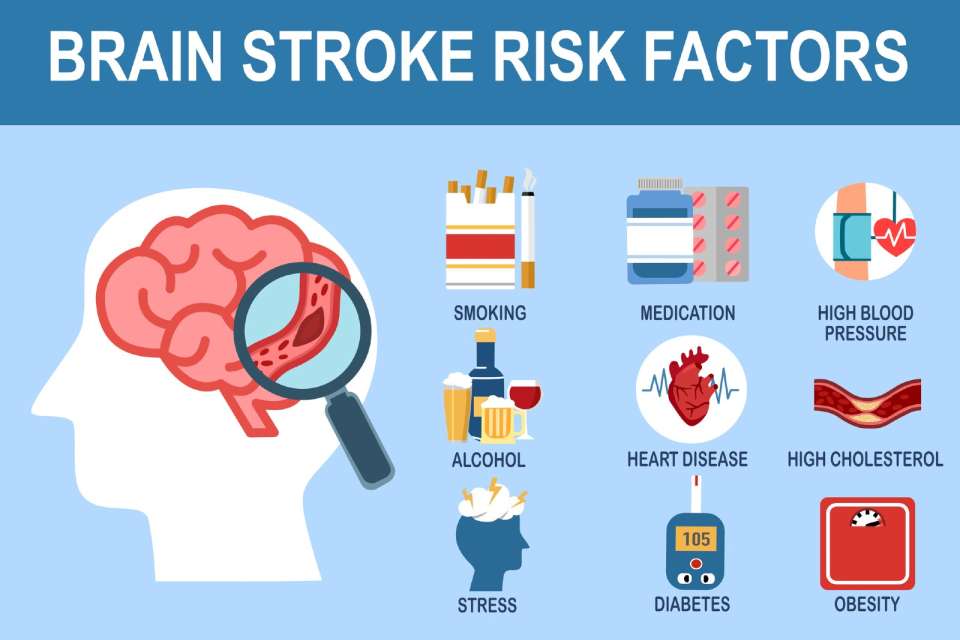 BRAIN STROKE RISK FACTORS
SMOKING
MEDICATION
HIGH BLOOD
PRESSURE
ALCOHOL
HEART DISEASE
HIGH CHOLESTEROL
105
STRESS
DIABETES
OBESITY